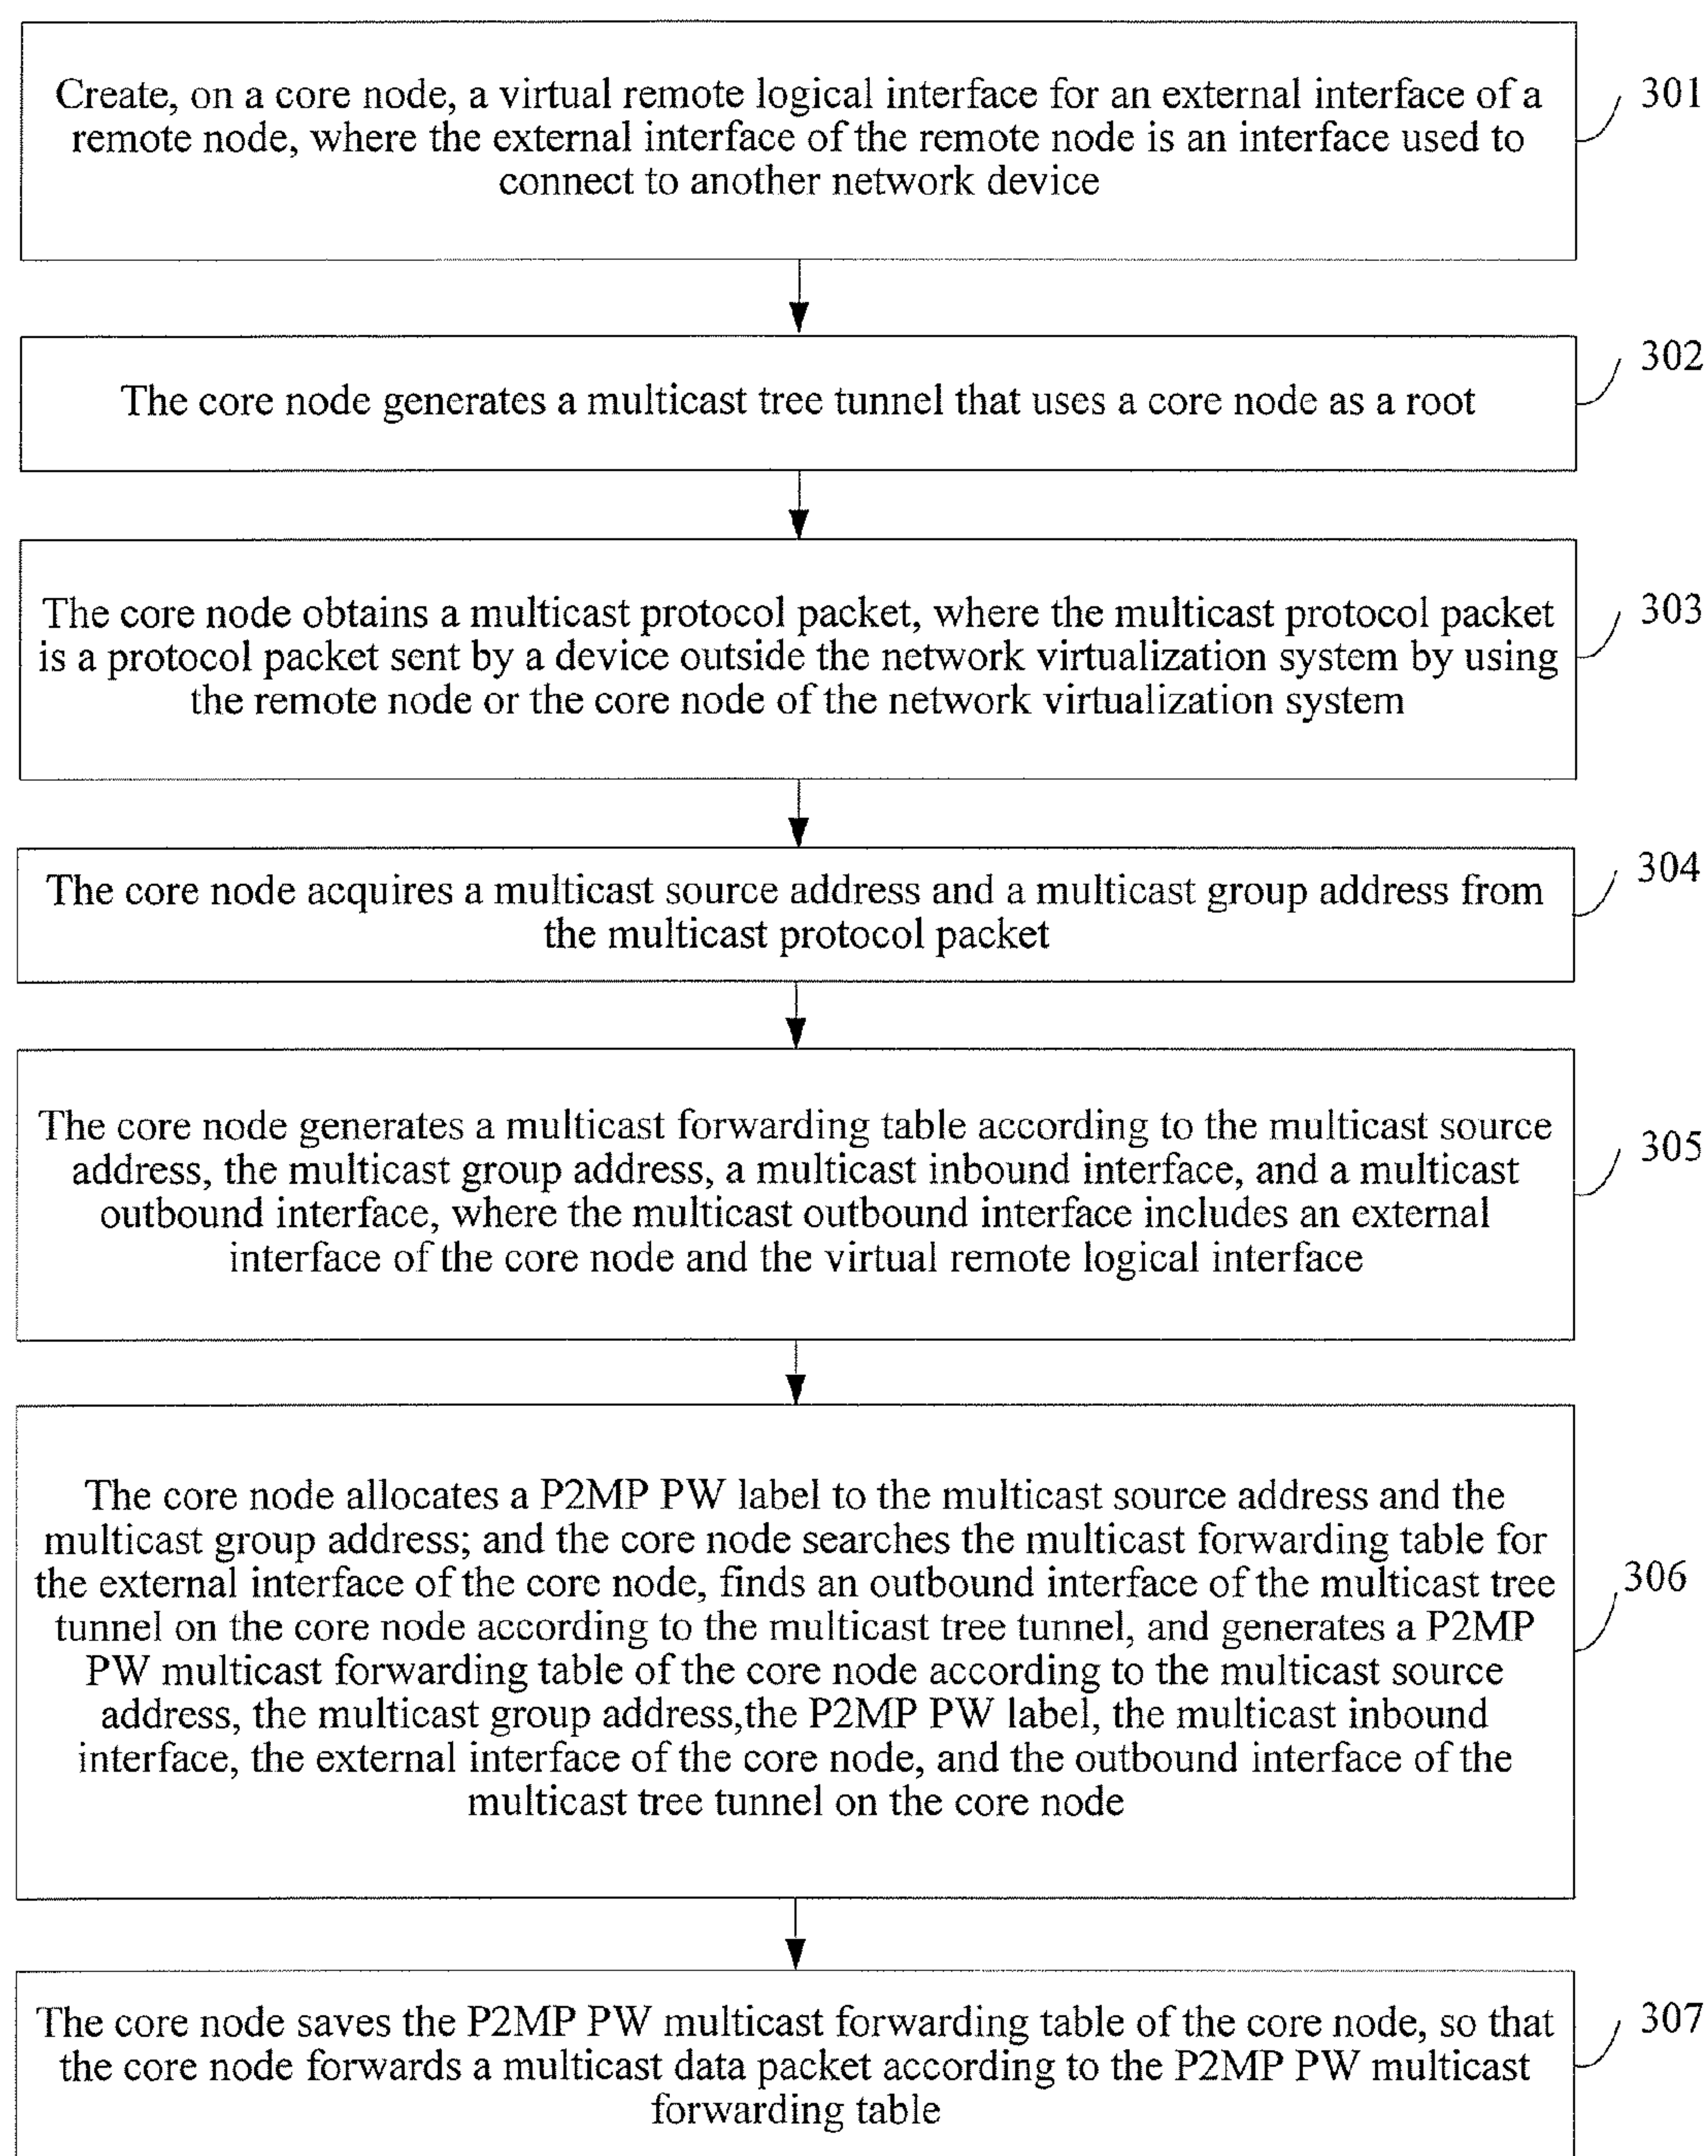 Create, on a core node, a virtual remote logical interface for an external interface of a
remote node, where the external interface of the remote node is an interface used to
connect to another network device
301
The core node generates a multicast tree tunnel that uses a core node as a root
302
The core node obtains a multicast protocol packet, where the multicast protocol packet
is a protocol packet sent by a device outside the network virtualization system by using
the remote node or the core node of the network virtualization system
303
The core node acquires a multicast source address and a multicast group address from
the multicast protocol packet
304
The core node generates a multicast forwarding table according to the multicast source
address, the multicast group address, a multicast inbound interface, and a multicast
outbound interface, where the multicast outbound interface includes an external
interface of the core node and the virtual remote logical interface
305
The core node allocates a P2MP PW label to the multicast source address and the
multicast group address; and the core node searches the multicast forwarding table for
the external interface of the core node, finds an outbound interface of the multicast tree
tunnel on the core node according to the multicast tree tunnel, and generates a P2MP
PW multicast forwarding table of the core node according to the multicast source
address, the multicast group address,the P2MP PW label, the multicast inbound
interface, the external interface of the core node, and the outbound interface of the
multicast tree tunnel on the core node
306
The core node saves the P2MP PW multicast forwarding table of the core node, so that
the core node forwards a multicast data packet according to the P2MP PW multicast
forwarding table
307